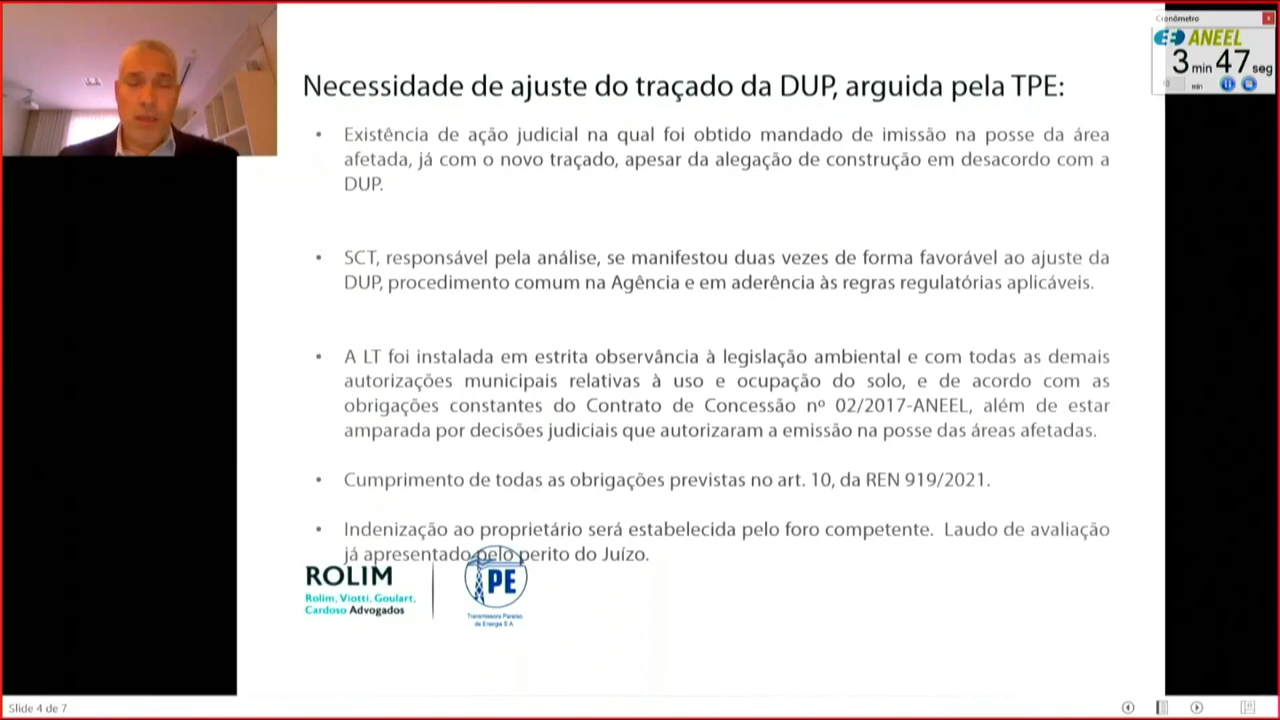 Cronômetro
ANEEL
3 min 47 seg
min
Necessidade de ajuste do traçado da DUP, arguida pela TPE:
• Existência de ação judicial na qual foi obtido mandado de imissão na posse da área
afetada, já com o novo traçado, apesar da alegação de construção em desacordo com a
DUP.
• SCT, responsável pela análise, se manifestou duas vezes de forma favorável ao ajuste da
DUP, procedimento comum na Agência e em aderência às regras regulatórias aplicáveis.
• A LT foi instalada em estrita observância à legislação ambiental e com todas as demais
autorizações municipais relativas à uso e ocupação do solo, e de acordo com as
obrigações constantes do Contrato de Concessão nº 02/2017-ANEEL, além de estar
amparada por decisões judiciais que autorizaram a emissão na posse das áreas afetadas.
• Cumprimento de todas as obrigações previstas no art. 10, da REN 919/2021.
• Indenização ao proprietário será estabelecida pelo foro competente. Laudo de avaliação
já apresentado pelo perito do Juízo.
ROLIM
Rolim, Viotti, Goulart,
Cardoso Advogados
PE
Transmissora Paraíso
de Energia S.A
Slide 4 de 7